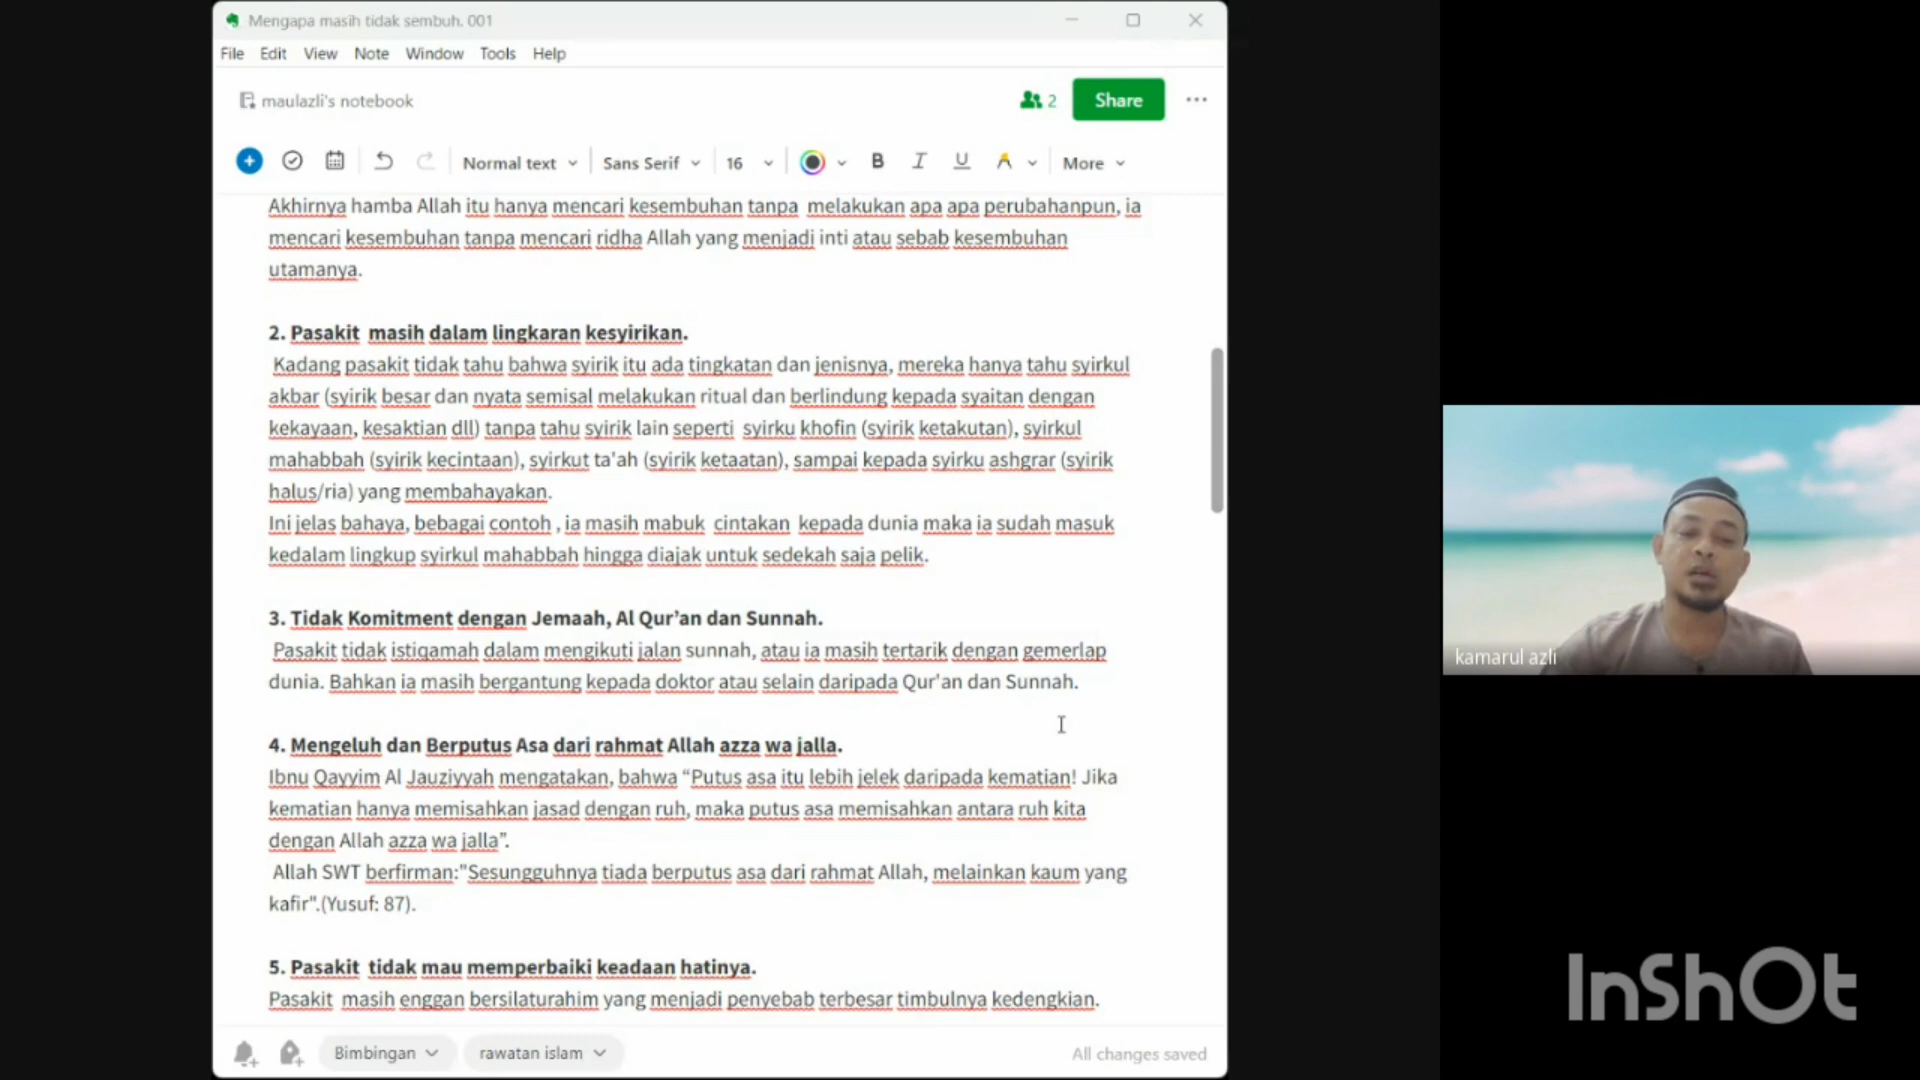 Mengapa masih tidak sembuh. 001
File Edit View Note Window Tools Help
maulazli's notebook
2
Share
Normal text
Sans Serif
16
B I U A
More
Akhirnya hamba Allah itu hanya mencari kesembuhan tanpa melakukan apa apa perubahanpun, ia
mencari kesembuhan tanpa mencari ridha Allah yang menjadi inti atau sebab kesembuhan
utamanya.
2. Pasakit masih dalam lingkaran kesyirikan.
Kadang pasakit tidak tahu bahwa syirik itu ada tingkatan dan jenisnya, mereka hanya tahu syirkul
akbar (syirik besar dan nyata semisal melakukan ritual dan berlindung kepada syaitan dengan
kekayaan, kesaktian dll) tanpa tahu syirik lain seperti syirku khofin (syirik ketakutan), syirkul
mahabbah (syirik kecintaan), syirkut ta'ah (syirik ketaatan), sampai kepada syirku ashgrar (syirik
halus/ria) yang membahayakan.
Ini jelas bahaya, bebagai contoh , ia masih mabuk cintakan kepada dunia maka ia sudah masuk
kedalam lingkup syirkul mahabbah hingga diajak untuk sedekah saja pelik.
3. Tidak Komitment dengan Jemaah, Al Qur’an dan Sunnah.
Pasakit tidak istiqamah dalam mengikuti jalan sunnah, atau ia masih tertarik dengan gemerlap
dunia. Bahkan ia masih bergantung kepada doktor atau selain daripada Qur'an dan Sunnah.
4. Mengeluh dan Berputus Asa dari rahmat Allah azza wa jalla.
Ibnu Qayyim Al Jauziyyah mengatakan, bahwa “Putus asa itu lebih jelek daripada kematian! Jika
kematian hanya memisahkan jasad dengan ruh, maka putus asa memisahkan antara ruh kita
dengan Allah azza wa jalla”.
Allah SWT berfirman:"Sesungguhnya tiada berputus asa dari rahmat Allah, melainkan kaum yang
kafir".(Yusuf: 87).
5. Pasakit tidak mau memperbaiki keadaan hatinya.
Pasakit masih enggan bersilaturahim yang menjadi penyebab terbesar timbulnya kedengkian.
Bimbingan
rawatan islam
All changes saved
kamarul azli
InShOt